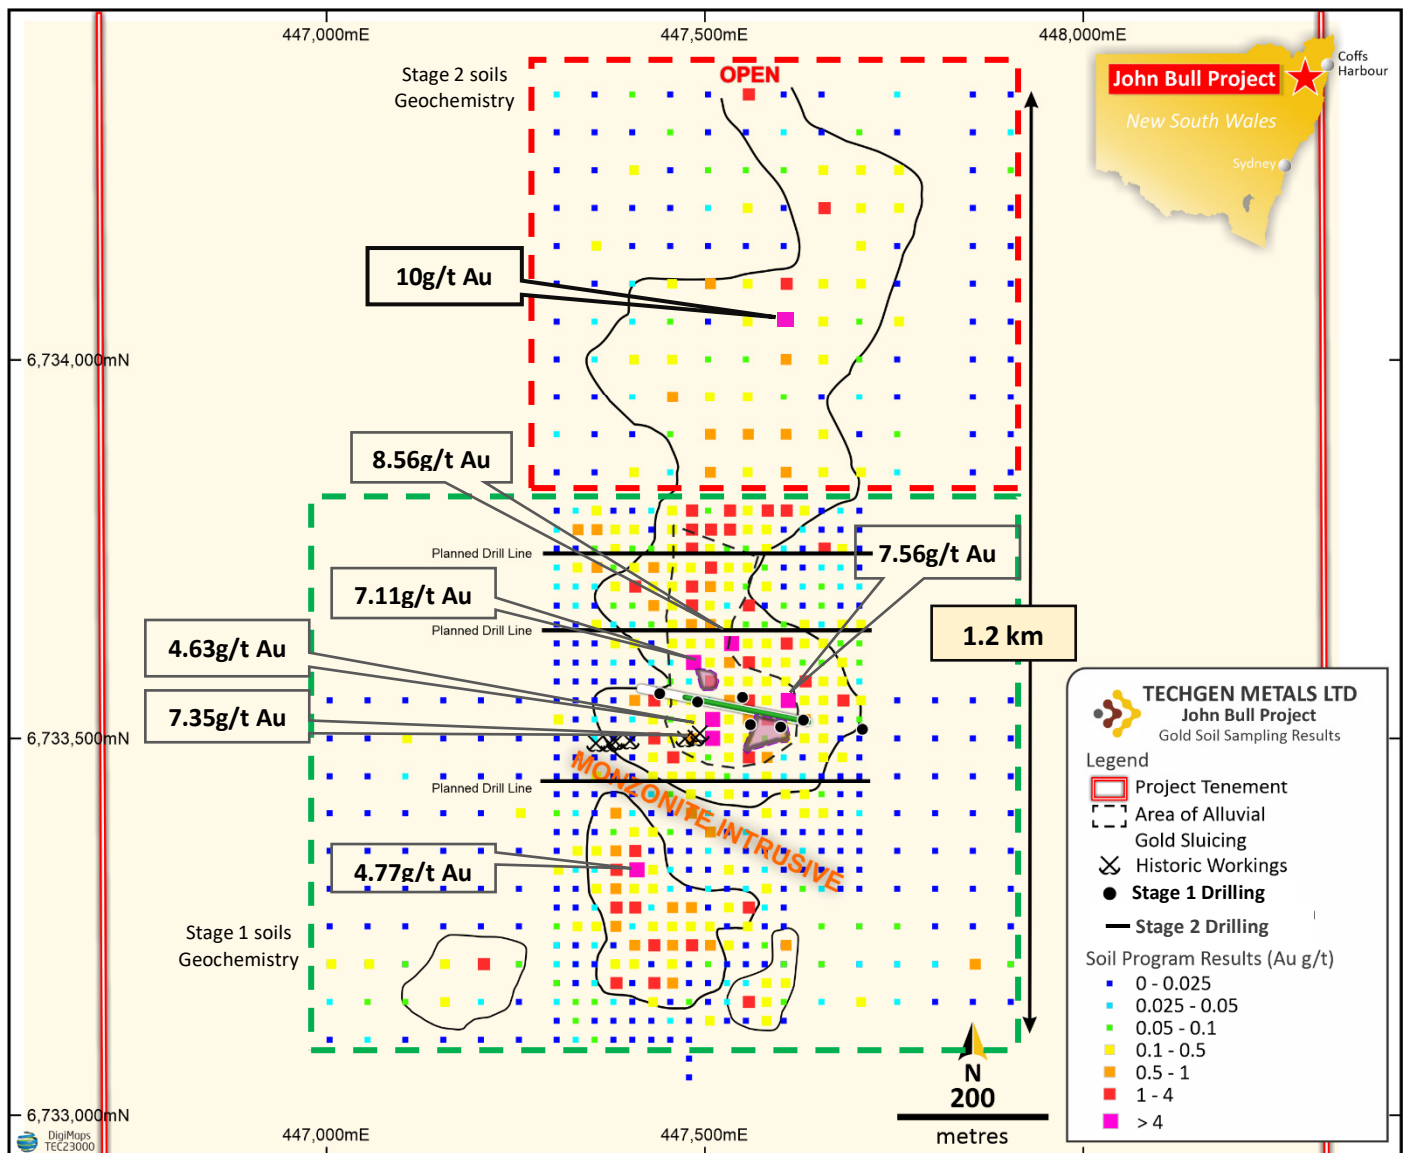 447,000mE
447,500mE
448,000mE
Stage 2 soils
Geochemistry
OPEN
Coffs
Harbour
John Bull Project
New South Wales
Sydney
10g/t Au
6,734,000mN
8.56g/t Au
Planned Drill Line
7.56g/t Au
7.11g/t Au
Planned Drill Line
1.2 km
4.63g/t Au
7.35g/t Au
6,733,500mN
MONZONITE INTRUSIVE
Planned Drill Line
4.77g/t Au
Stage 1 soils
Geochemistry
TECHGEN METALS LTD
John Bull Project
Gold Soil Sampling Results
Legend
Project Tenement
Area of Alluvial
Gold Sluicing
Historic Workings
Stage 1 Drilling
Stage 2 Drilling
Soil Program Results (Au g/t)
0 - 0.025
0.025 - 0.05
0.05 - 0.1
0.1 - 0.5
0.5 - 1
1 - 4
> 4
N
200
metres
6,733,000mN
DigiMaps
TEC23000
447,000mE
447,500mE